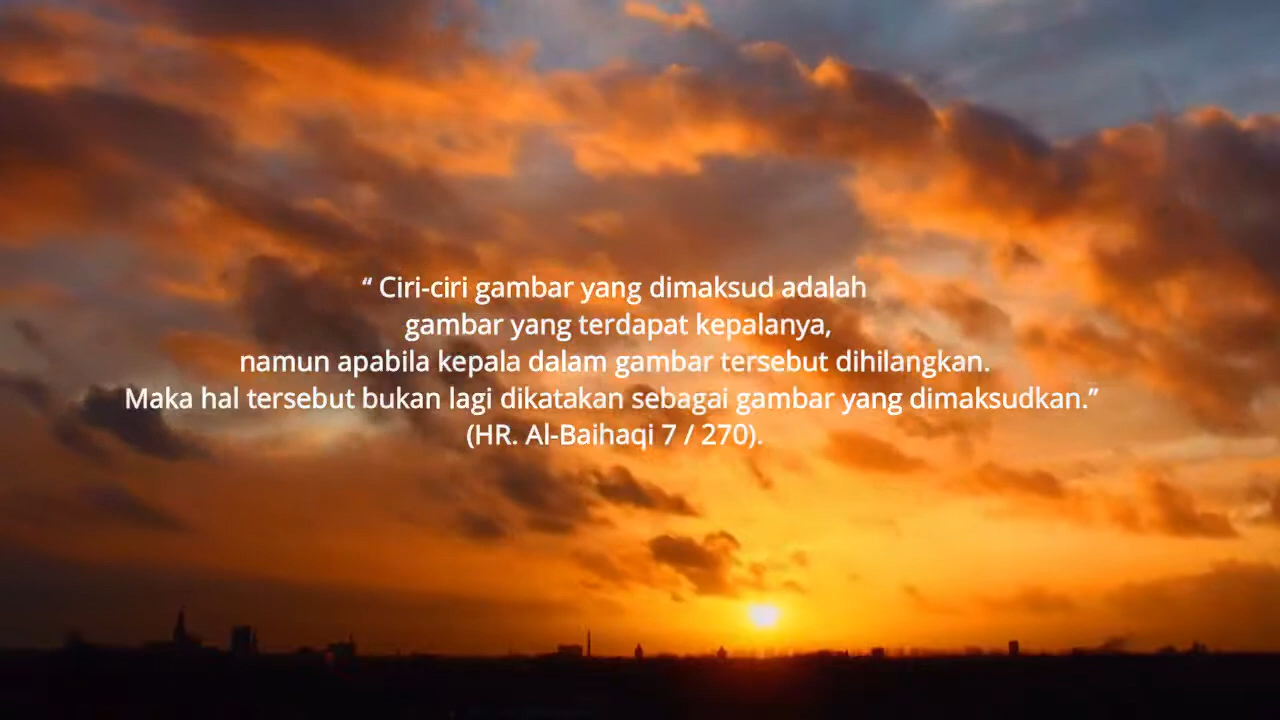 “ Ciri-ciri gambar yang dimaksud adalah
gambar yang terdapat kepalanya,
namun apabila kepala dalam gambar tersebut dihilangkan.
Maka hal tersebut bukan lagi dikatakan sebagai gambar yang dimaksudkan.”
(HR. Al-Baihaqi 7 / 270).